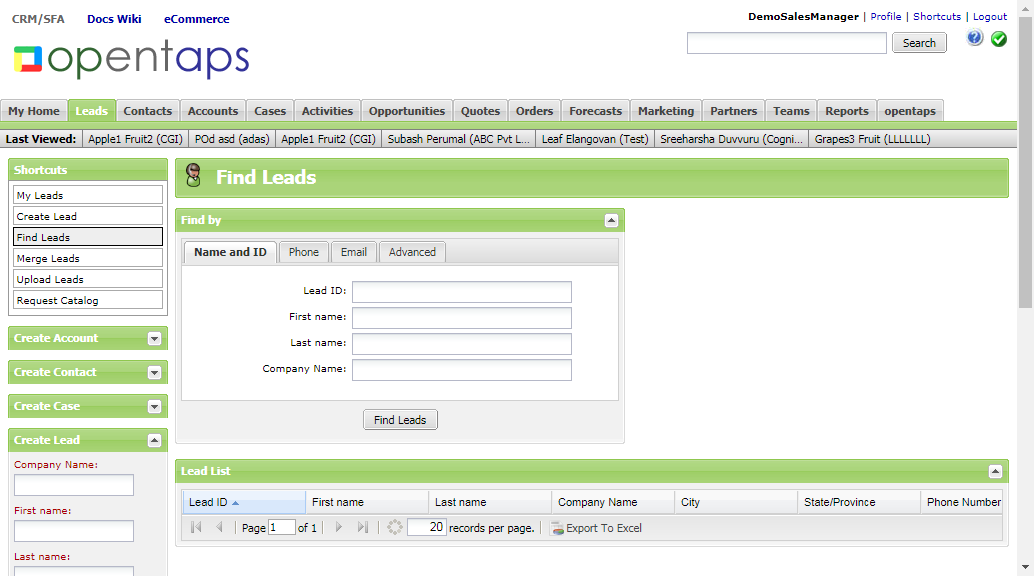 CRM/SFA Docs Wiki eCommerce
DemoSalesManager | Profile | Shortcuts | Logout
opentaps
Search
My Home Leads Contacts Accounts Cases Activities Opportunities Quotes Orders Forecasts Marketing Partners Teams Reports opentaps
Last Viewed: Apple1 Fruit2 (CGI) POd asd (adas) Apple1 Fruit2 (CGI) Subash Perumal (ABC Pvt L... Leaf Elangovan (Test) Sreeharsha Duvvuru (Cogni... Grapes3 Fruit (LLLLLLL)
Shortcuts
My Leads
Create Lead
Find Leads
Merge Leads
Upload Leads
Request Catalog
Create Account
Create Contact
Create Case
Create Lead
Company Name:
First name:
Last name:
Find Leads
Find by
Name and ID Phone Email Advanced
Lead ID:
First name:
Last name:
Company Name:
Find Leads
Lead List
Lead ID First name Last name Company Name City State/Province Phone Number
Page 1 of 1 20 records per page. Export To Excel